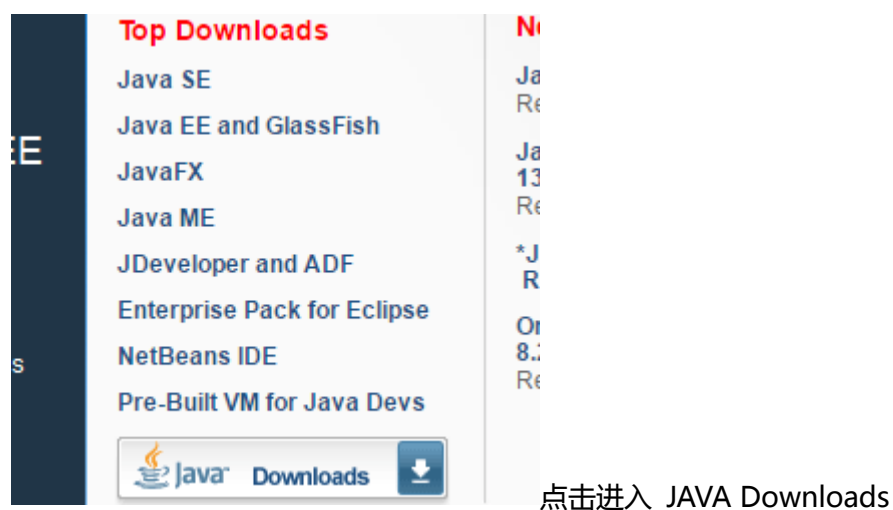 Top Downloads
Java SE
Java EE and GlassFish
JavaFX
Java ME
JDeveloper and ADF
Enterprise Pack for Eclipse
NetBeans IDE
Pre-Built VM for Java Devs
Java Downloads
点击进入 JAVA Downloads